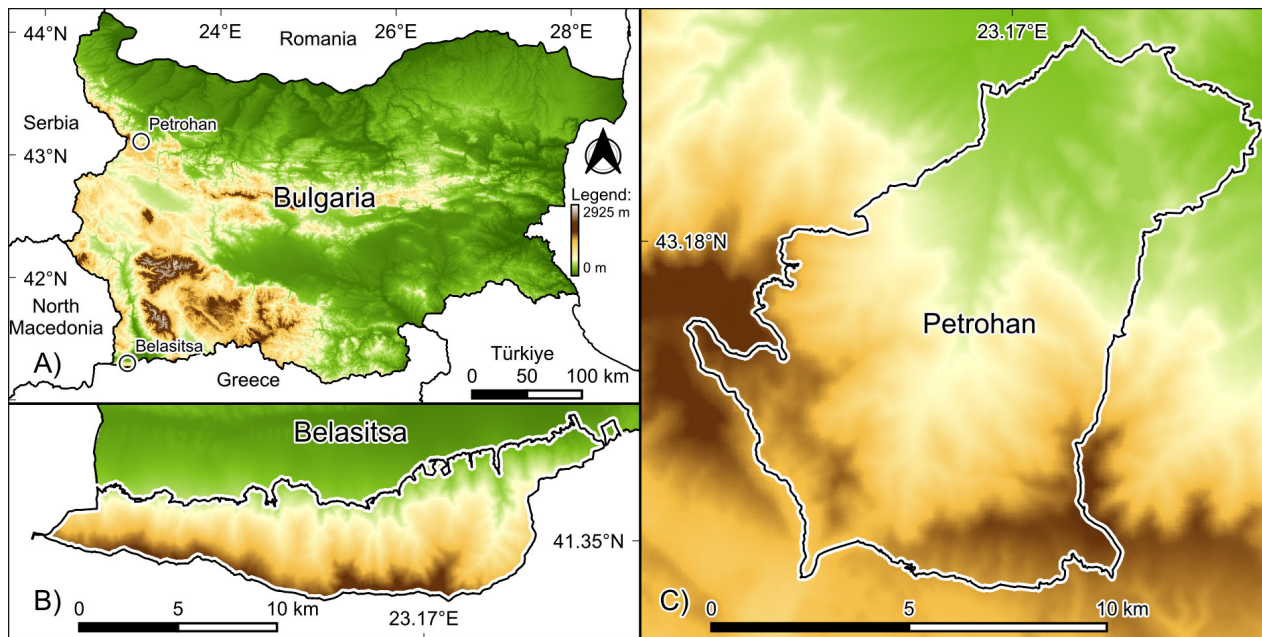 44°N
24°E
26°E
28°E
Romania
Serbia
Petrohan
43°N
Bulgaria
Legend:
2925 m
0 m
42°N
North
Macedonia
Belasitsa
A)
Greece
Türkiye
0 50 100 km
Belasitsa
41.35°N
B)
0 5 10 km
23.17°E
23.17°E
43.18°N
Petrohan
C)
0 5 10 km